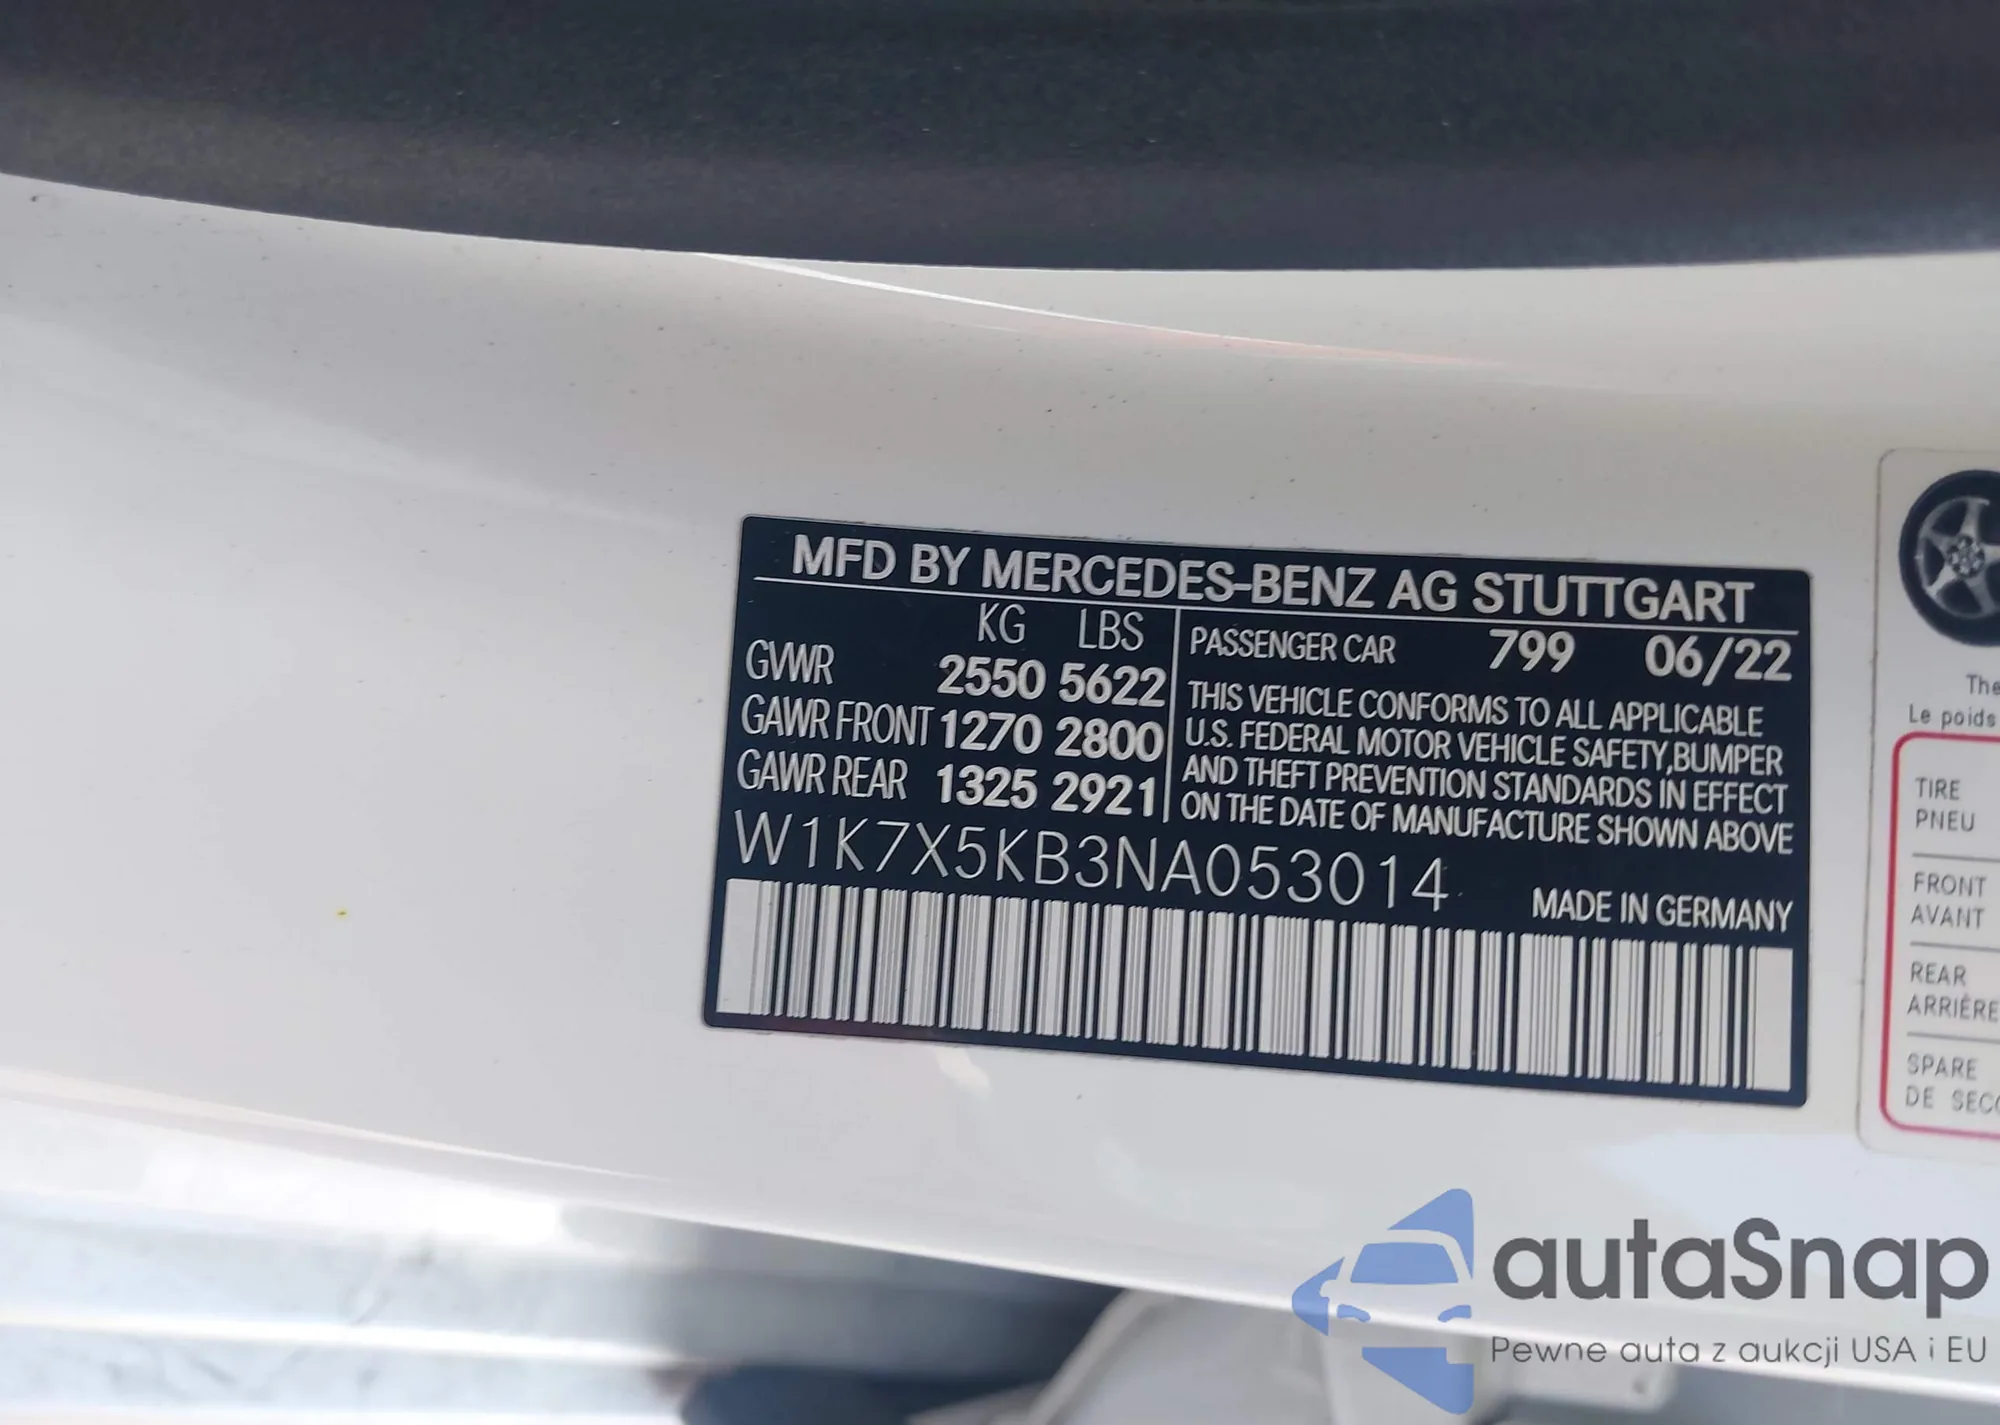 MFD BY MERCEDES-BENZ AG STUTTGART
KG LBS
GVWR 2550 5622
GAWR FRONT 1270 2800
GAWR REAR 1325 2921
PASSENGER CAR 799 06/22
THIS VEHICLE CONFORMS TO ALL APPLICABLE
U.S. FEDERAL MOTOR VEHICLE SAFETY,BUMPER
AND THEFT PREVENTION STANDARDS IN EFFECT
ON THE DATE OF MANUFACTURE SHOWN ABOVE
W1K7X5KB3NA053014
MADE IN GERMANY
The
Le poids
TIRE
PNEU
FRONT
AVANT
REAR
ARRIÈRE
SPARE
DE
autaSnap
Pewne auta z aukcji USA i EU